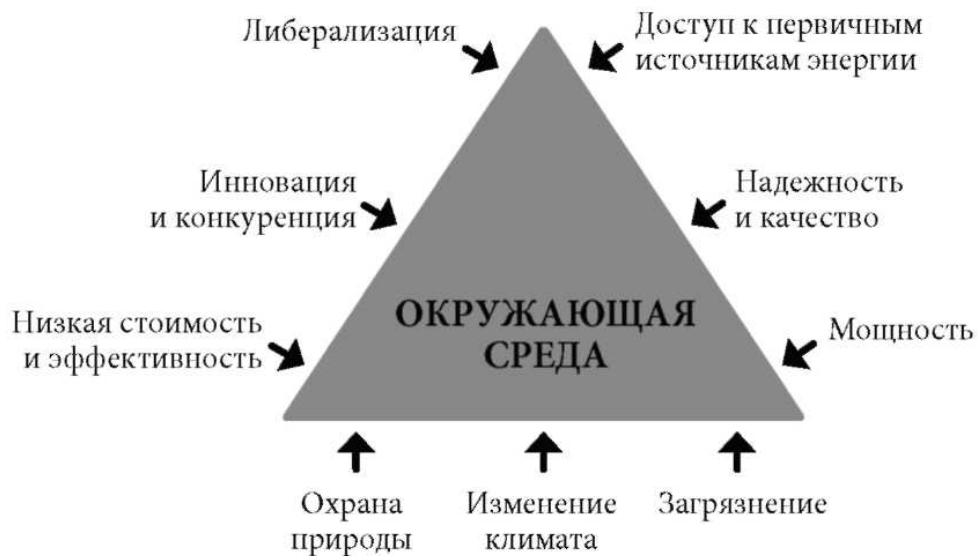 Либерализация
Доступ к первичным
источникам энергии
Инновация
и конкуренция
Надежность
и качество
Низкая стоимость
и эффективность
ОКРУЖАЮЩАЯ
СРЕДА
Мощность
Охрана
природы
Изменение
климата
Загрязнение